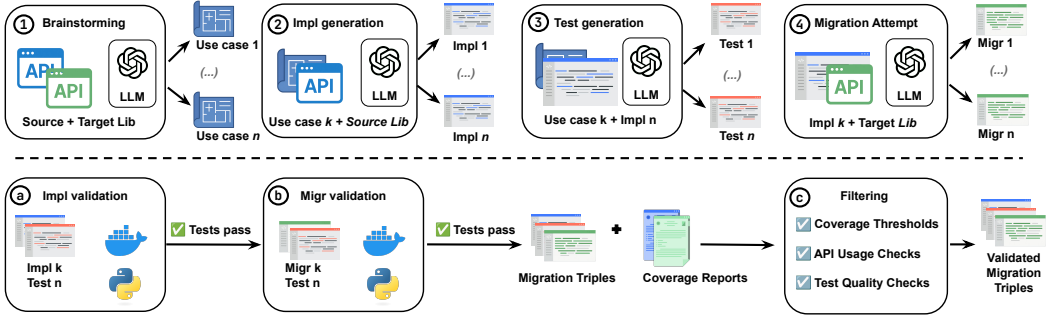 1 Brainstorming
API
API
LLM
Source + Target Lib
Use case 1
(...)
Use case n
2 Impl generation
LLM
Use case k + Source Lib
Impl 1
(...)
Impl n
3 Test generation
LLM
Use case k + Impl n
Test 1
(...)
Test n
4 Migration Attempt
API
LLM
Impl k + Target Lib
Migr 1
(...)
Migr n
a Impl validation
Impl k
Test n
Tests pass
b Migr validation
Migr k
Test n
Tests pass
Migration Triples
+
Coverage Reports
c Filtering
Coverage Thresholds
API Usage Checks
Test Quality Checks
Validated
Migration
Triples